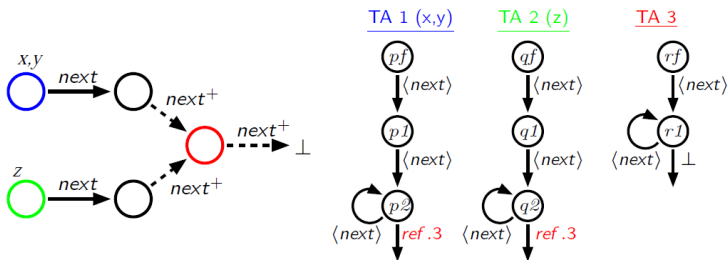 x,y
next
next+
z
next
next+
next+
⊥
TA 1 (x,y)
pf
⟨next⟩
p1
⟨next⟩
p2
⟨next⟩
ref.3
TA 2 (z)
qf
⟨next⟩
q1
⟨next⟩
q2
⟨next⟩
ref.3
TA 3
rf
⟨next⟩
r1
⟨next⟩
⊥